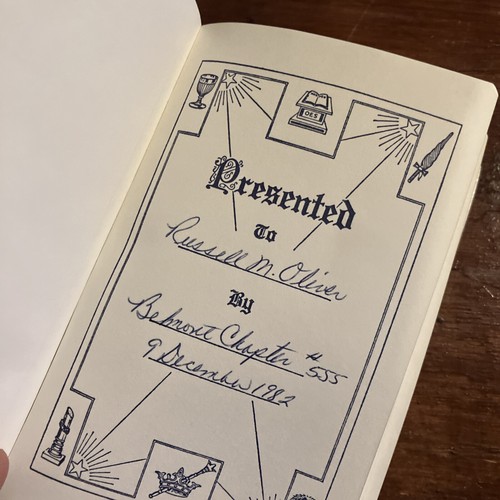 OES
Presented
To
Russell M. Oliver
By
Belmont Chapter # 555
9 December 1982